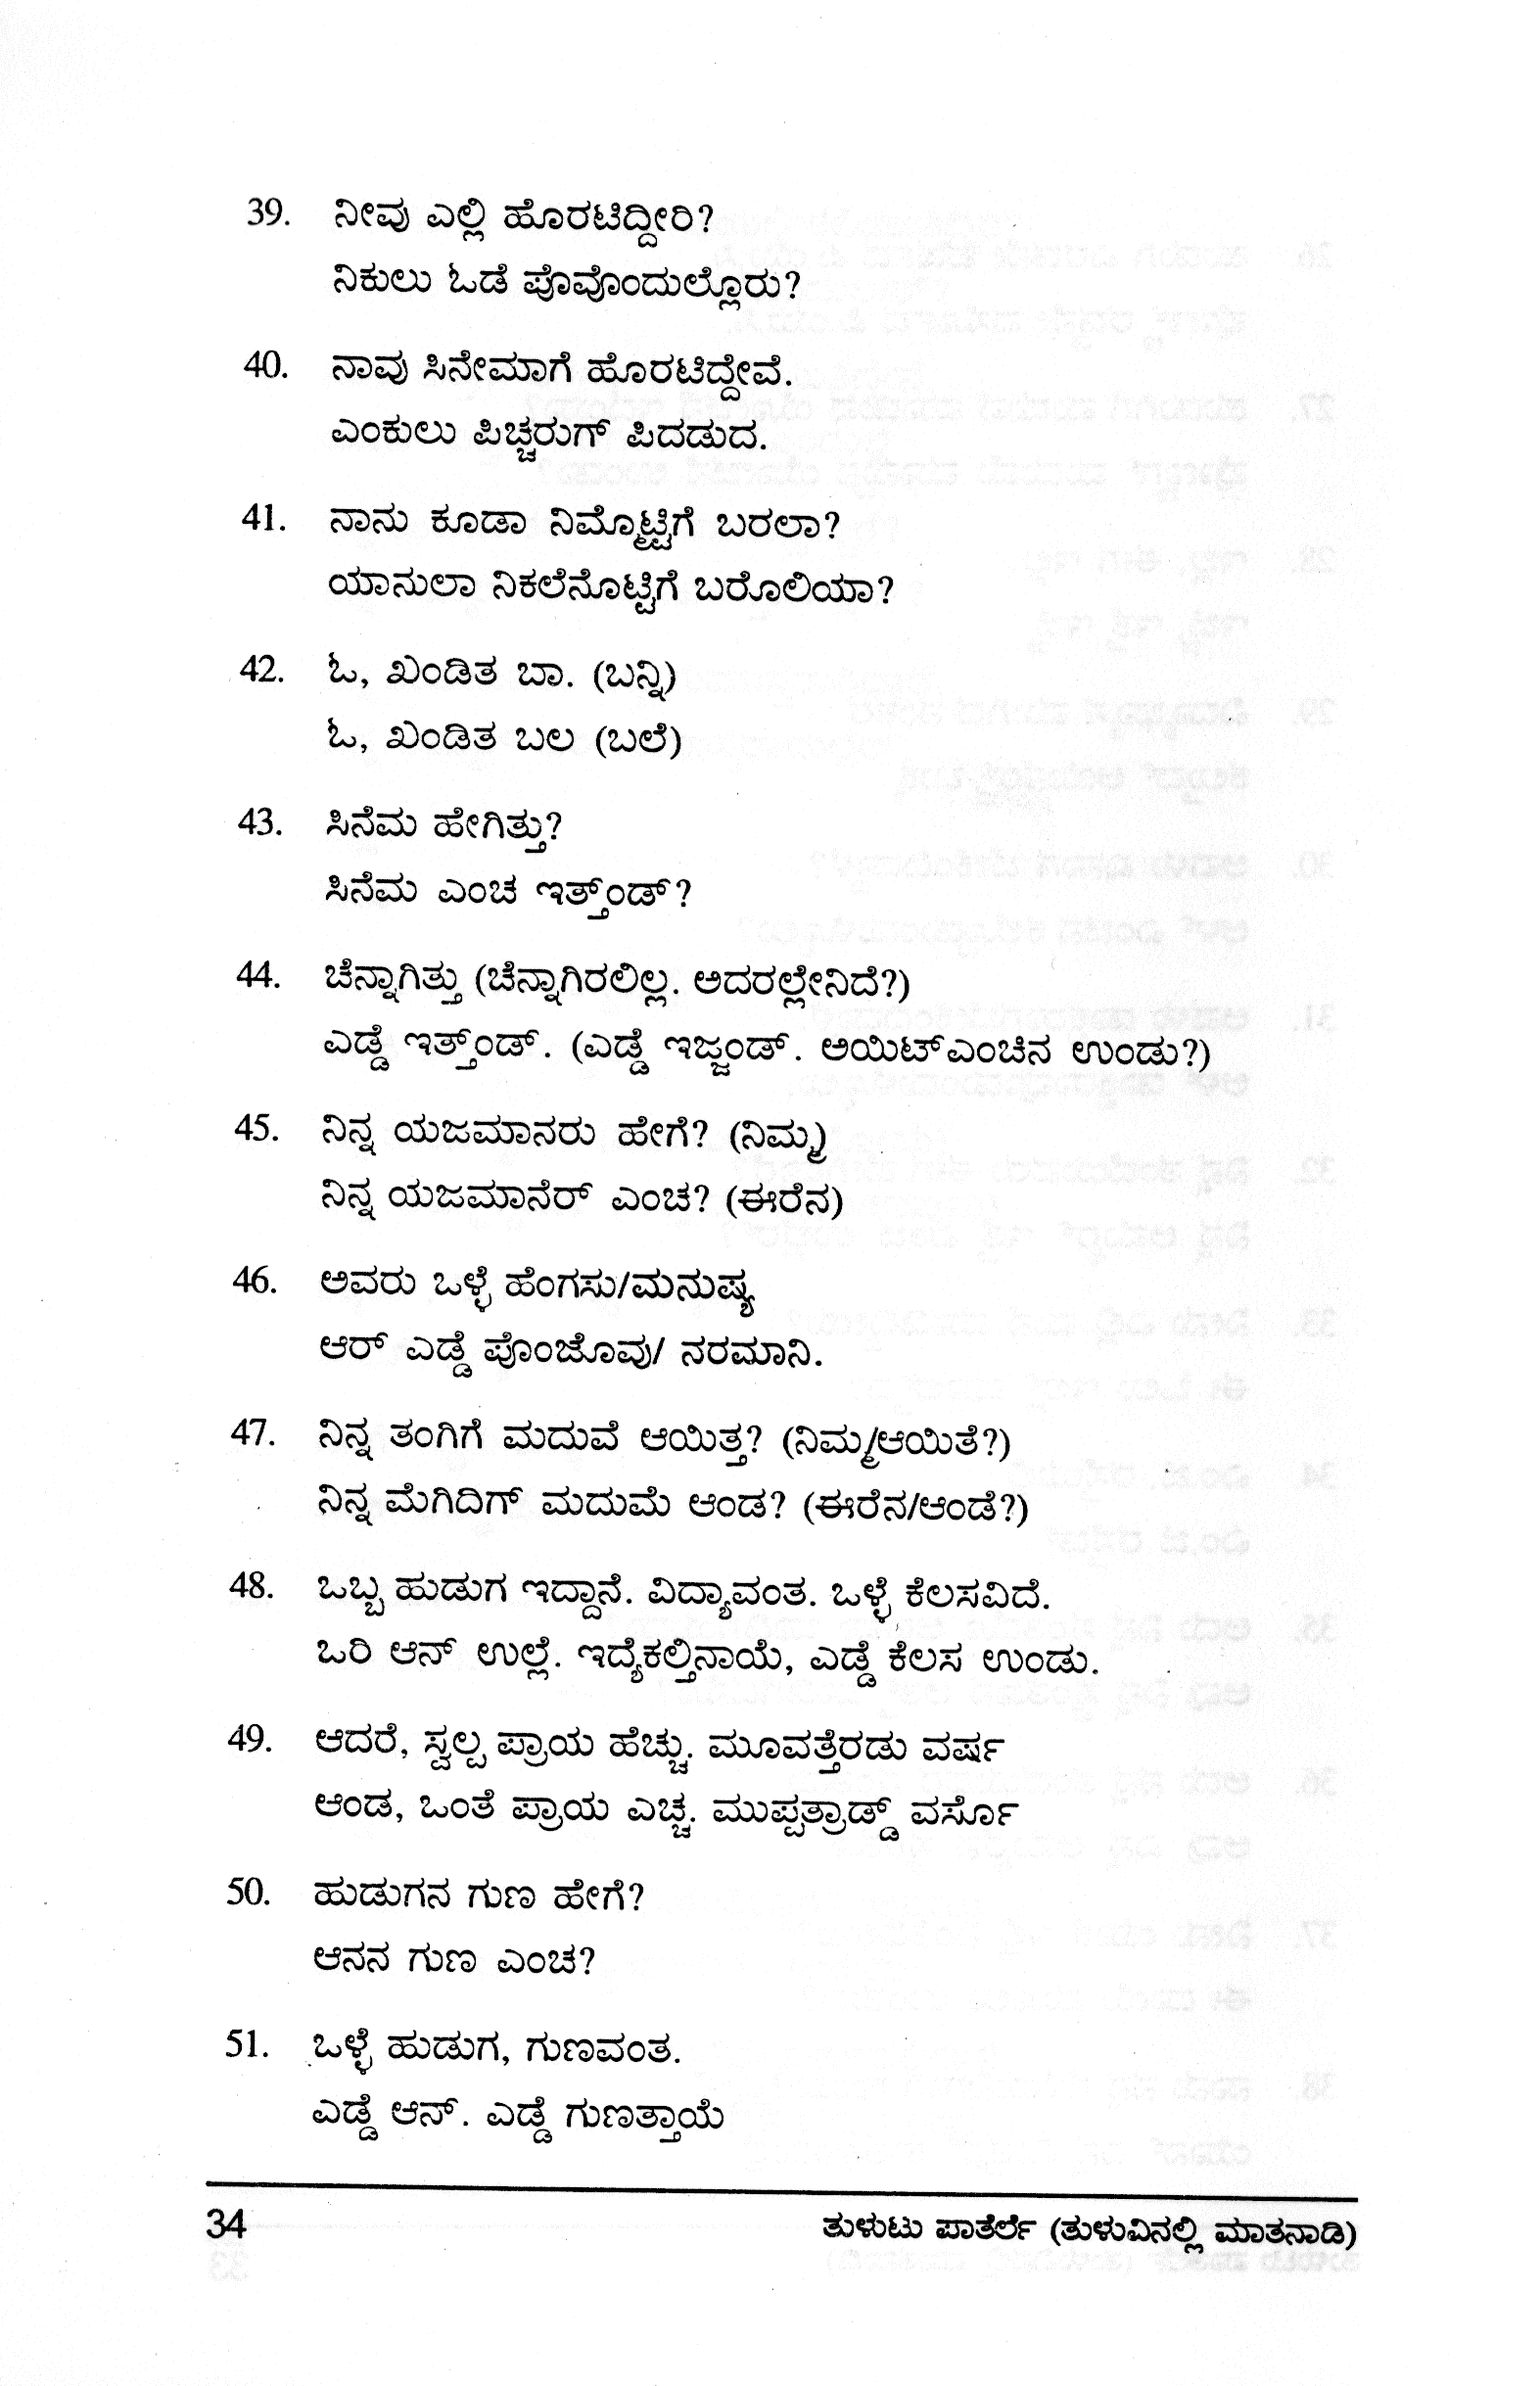 39. ನೀವು ಎಲ್ಲಿ ಹೊರಟಿದ್ದೀರಿ?
ನಿಕುಲು ಓಡೆ ಪೊವೊಂದುಲ್ಲೊರು?
40. ನಾವು ಸಿನೇಮಾಗೆ ಹೊರಟಿದ್ದೇವೆ.
ಎಂಕುಲು ಪಿಚ್ಚರುಗ್ ಪಿದಡುದ.
41. ನಾನು ಕೂಡಾ ನಿಮ್ಮೊಟ್ಟಿಗೆ ಬರಲಾ?
ಯಾನುಲಾ ನಿಕಲೆನೊಟ್ಟಿಗೆ ಬರೊಲಿಯಾ?
42. ಓ, ಖಂಡಿತ ಬಾ. (ಬನ್ನಿ)
ಓ, ಖಂಡಿತ ಬಲ (ಬಲೆ)
43. ಸಿನೆಮ ಹೇಗಿತ್ತು?
ಸಿನೆಮ ಎಂಚ ಇತ್ತ್ಂಡ್?
44. ಚೆನ್ನಾಗಿತ್ತು (ಚೆನ್ನಾಗಿರಲಿಲ್ಲ. ಅದರಲ್ಲೇನಿದೆ?)
ಎಡ್ಡೆ ಇತ್ತ್ಂಡ್. (ಎಡ್ಡೆ ಇಜ್ಜಂಡ್. ಅಯಿಟ್‌ಎಂಚಿನ ಉಂಡು?)
45. ನಿನ್ನ ಯಜಮಾನರು ಹೇಗೆ? (ನಿಮ್ಮ)
ನಿನ್ನ ಯಜಮಾನೆರ್ ಎಂಚ? (ಈರೆನ)
46. ಅವರು ಒಳ್ಳೆ ಹೆಂಗಸು/ಮನುಷ್ಯ
ಆರ್ ಎಡ್ಡೆ ಪೊಂಜೊವು/ ನರಮಾನಿ.
47. ನಿನ್ನ ತಂಗಿಗೆ ಮದುವೆ ಆಯಿತ್ತ? (ನಿಮ್ಮ/ಆಯಿತೆ?)
ನಿನ್ನ ಮೆಗಿದಿಗ್ ಮದುಮೆ ಆಂಡ? (ಈರೆನ/ಆಂಡೆ?)
48. ಒಬ್ಬ ಹುಡುಗ ಇದ್ದಾನೆ. ವಿದ್ಯಾವಂತ. ಒಳ್ಳೆ ಕೆಲಸವಿದೆ.
ಒರಿ ಆನ್ ಉಲ್ಲೆ. ಇದ್ಯೆಕಲ್ತಿನಾಯೆ, ಎಡ್ಡೆ ಕೆಲಸ ಉಂಡು.
49. ಆದರೆ, ಸ್ವಲ್ಪ ಪ್ರಾಯ ಹೆಚ್ಚು. ಮೂವತ್ತೆರಡು ವರ್ಷ
ಆಂಡ, ಒಂತೆ ಪ್ರಾಯ ಎಚ್ಚ. ಮುಪ್ಪತ್ರಾಡ್ಡ್ ವರ್ಸೊ
50. ಹುಡುಗನ ಗುಣ ಹೇಗೆ?
ಆನನ ಗುಣ ಎಂಚ?
51. ಒಳ್ಳೆ ಹುಡುಗ, ಗುಣವಂತ.
ಎಡ್ಡೆ ಆನ್. ಎಡ್ಡೆ ಗುಣತ್ತಾಯೆ
34 ತುಳುಟು ಪಾತೆರ್ಲೆ (ತುಳುವಿನಲ್ಲಿ ಮಾತನಾಡಿ)